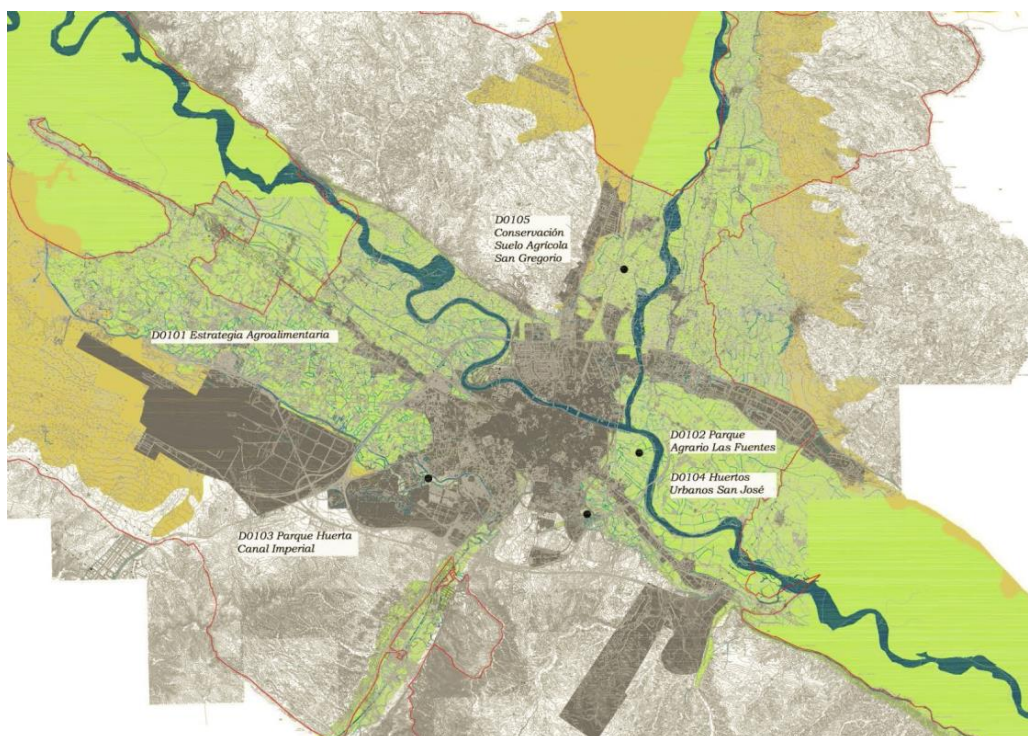 D0105
Conservación
Suelo Agrícola
San Gregorio
D0101 Estrategia Agroalimentaria
D0102 Parque
Agrario Las Fuentes
D0104 Huertos
Urbanos San José
D0103 Parque Huerta
Canal Imperial